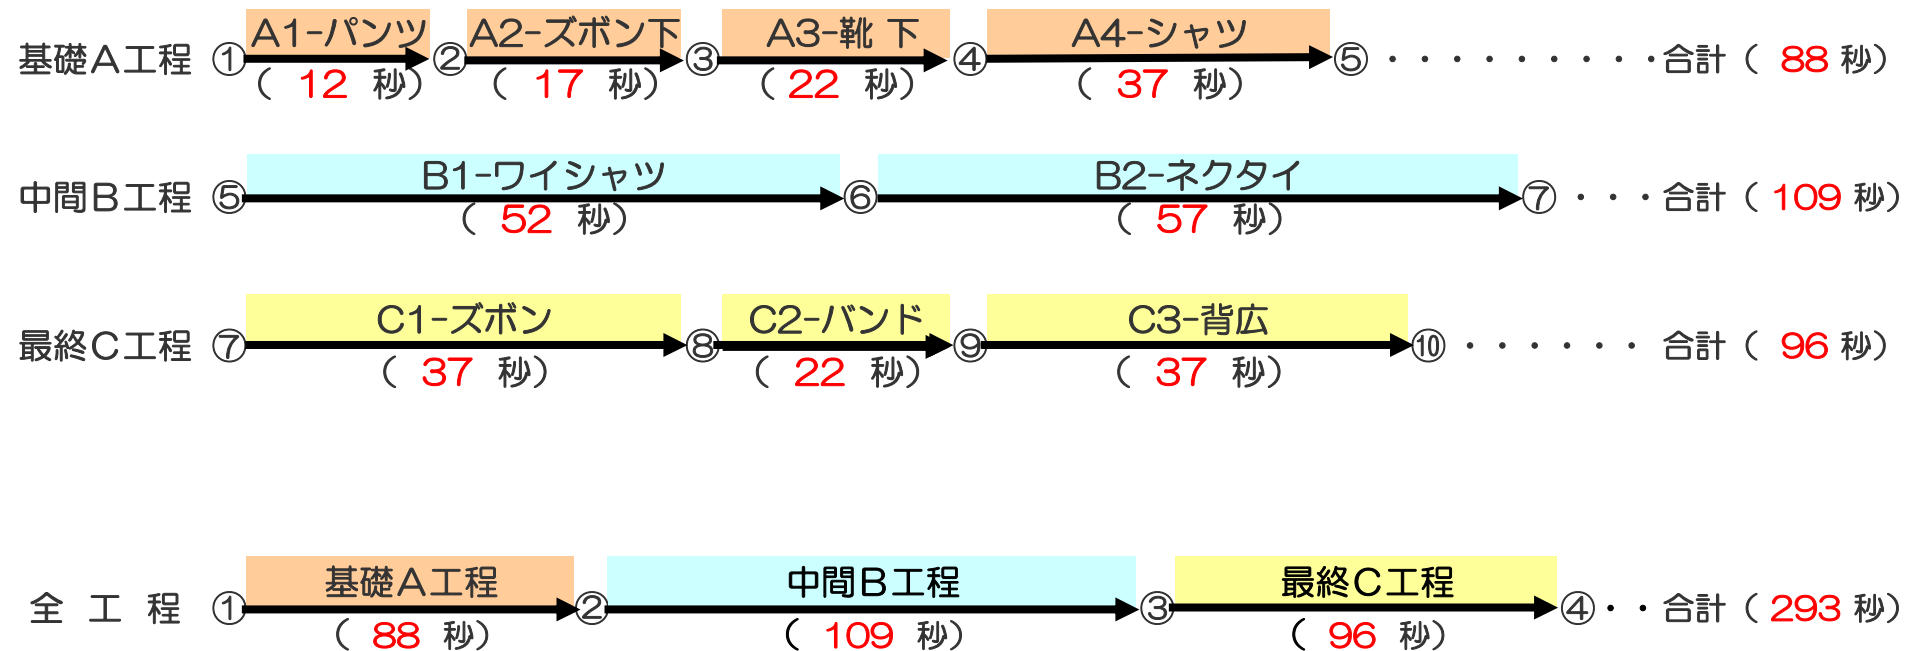 基礎A工程 ① A1-パンツ ② A2-ズボン下 ③ A3-靴 下 ④ A4-シャツ ⑤ ・・・・・・・・・合計( 88 秒)
( 12 秒) ( 17 秒) ( 22 秒) ( 37 秒)
中間B工程 ⑤ B1-ワイシャツ ⑥ B2-ネクタイ ⑦ ・・・合計( 109 秒)
( 52 秒) ( 57 秒)
最終C工程 ⑦ C1-ズボン ⑧ C2-バンド ⑨ C3-背広 ⑩ ・・・・・・合計( 96 秒)
( 37 秒) ( 22 秒) ( 37 秒)
全 工 程 ① 基礎A工程 ② 中間B工程 ③ 最終C工程 ④ ・・合計( 293 秒)
( 88 秒) ( 109 秒) ( 96 秒)